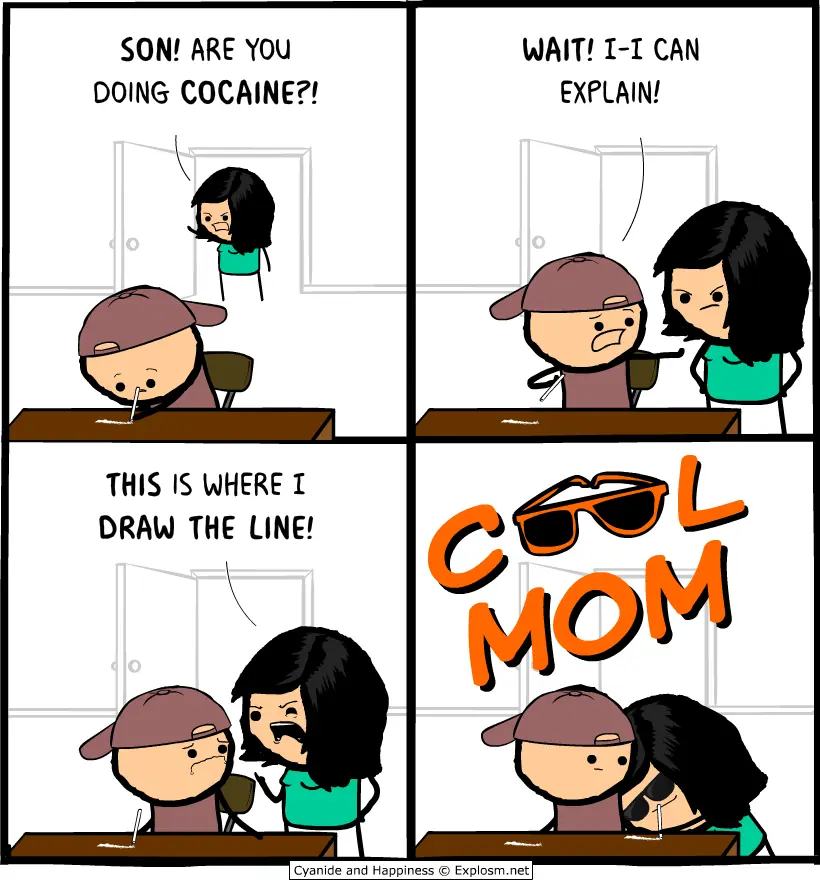 SON! ARE YOU
DOING COCAINE?!
WAIT! I-I CAN
EXPLAIN!
THIS IS WHERE I
DRAW THE LINE!
COOL
MOM
Cyanide and Happiness © Explosm.net